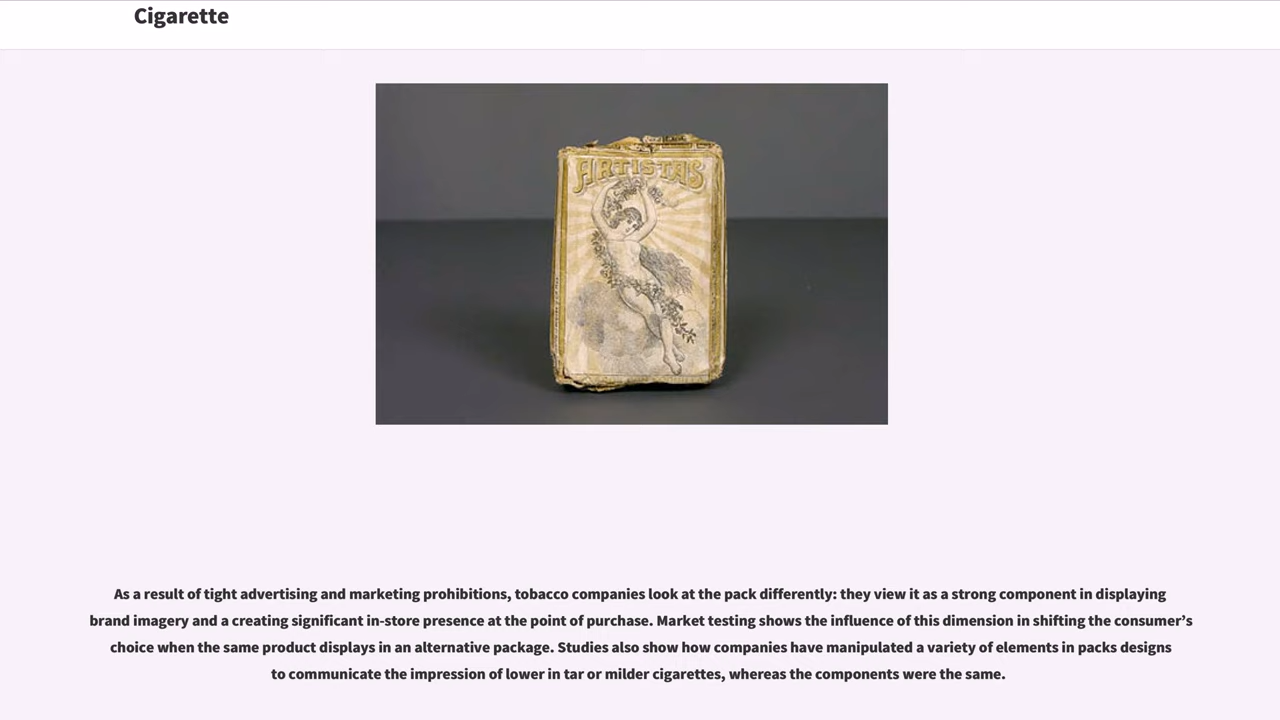 Cigarette
ARTISTAS
As a result of tight advertising and marketing prohibitions, tobacco companies look at the pack differently: they view it as a strong component in displaying
brand imagery and a creating significant in-store presence at the point of purchase. Market testing shows the influence of this dimension in shifting the consumer’s
choice when the same product displays in an alternative package. Studies also show how companies have manipulated a variety of elements in packs designs
to communicate the impression of lower in tar or milder cigarettes, whereas the components were the same.